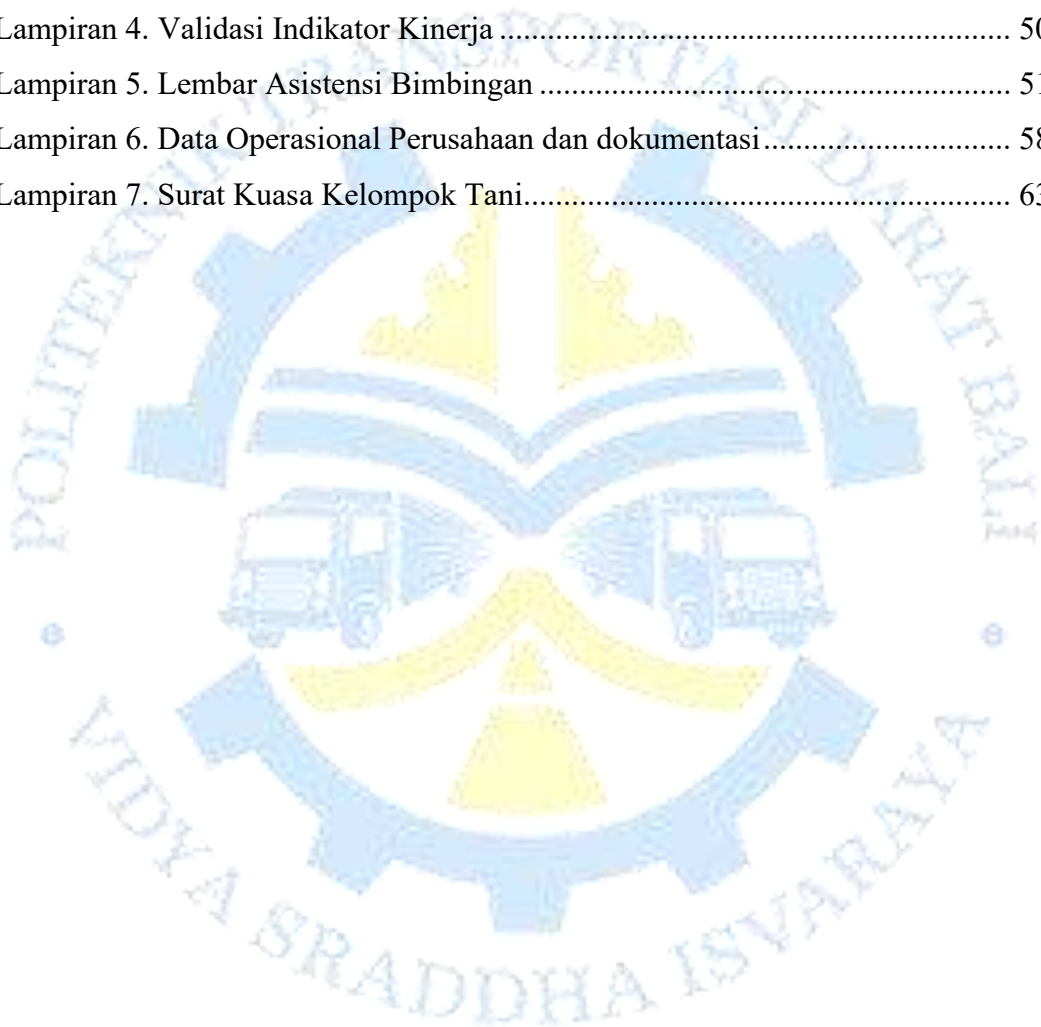 Lampiran 4. Validasi Indikator Kinerja ................................................................. 50
Lampiran 5. Lembar Asistensi Bimbingan ............................................................ 51
Lampiran 6. Data Operasional Perusahaan dan dokumentasi............................... 58
Lampiran 7. Surat Kuasa Kelompok Tani.............................................................. 63
POLITEKNIK TRANSPORTASI DARAT BALI
VIDYA SRADDHA ISVARAYA